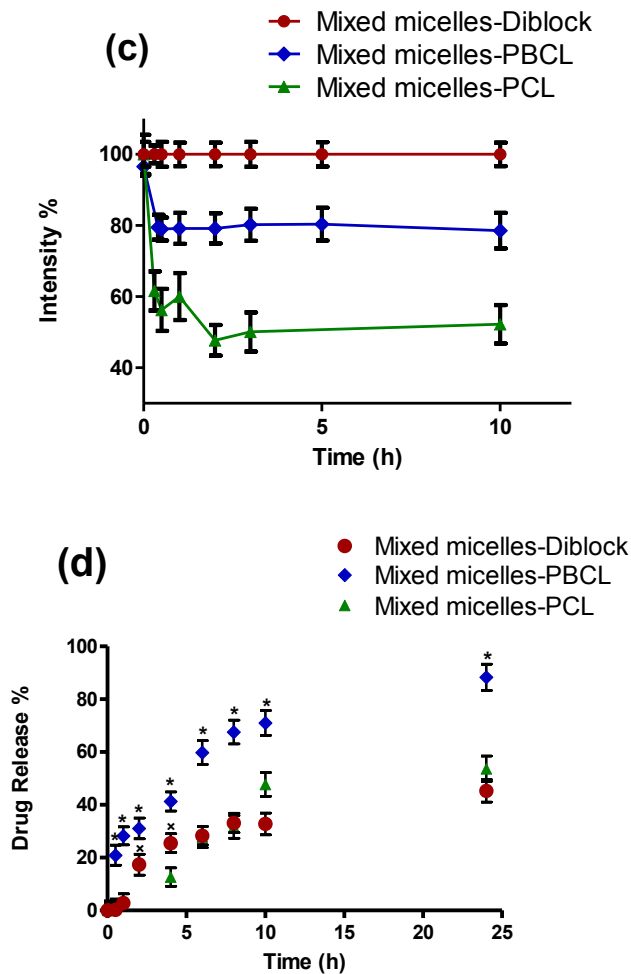 (c)
Mixed micelles-Diblock
Mixed micelles-PBCL
Mixed micelles-PCL
Intensity %
100
80
60
40
0
5
10
Time (h)
(d)
Mixed micelles-Diblock
Mixed micelles-PBCL
Mixed micelles-PCL
Drug Release %
100
80
60
40
20
0
* * * * * * * *
× ×
0
5
10
15
20
25
Time (h)